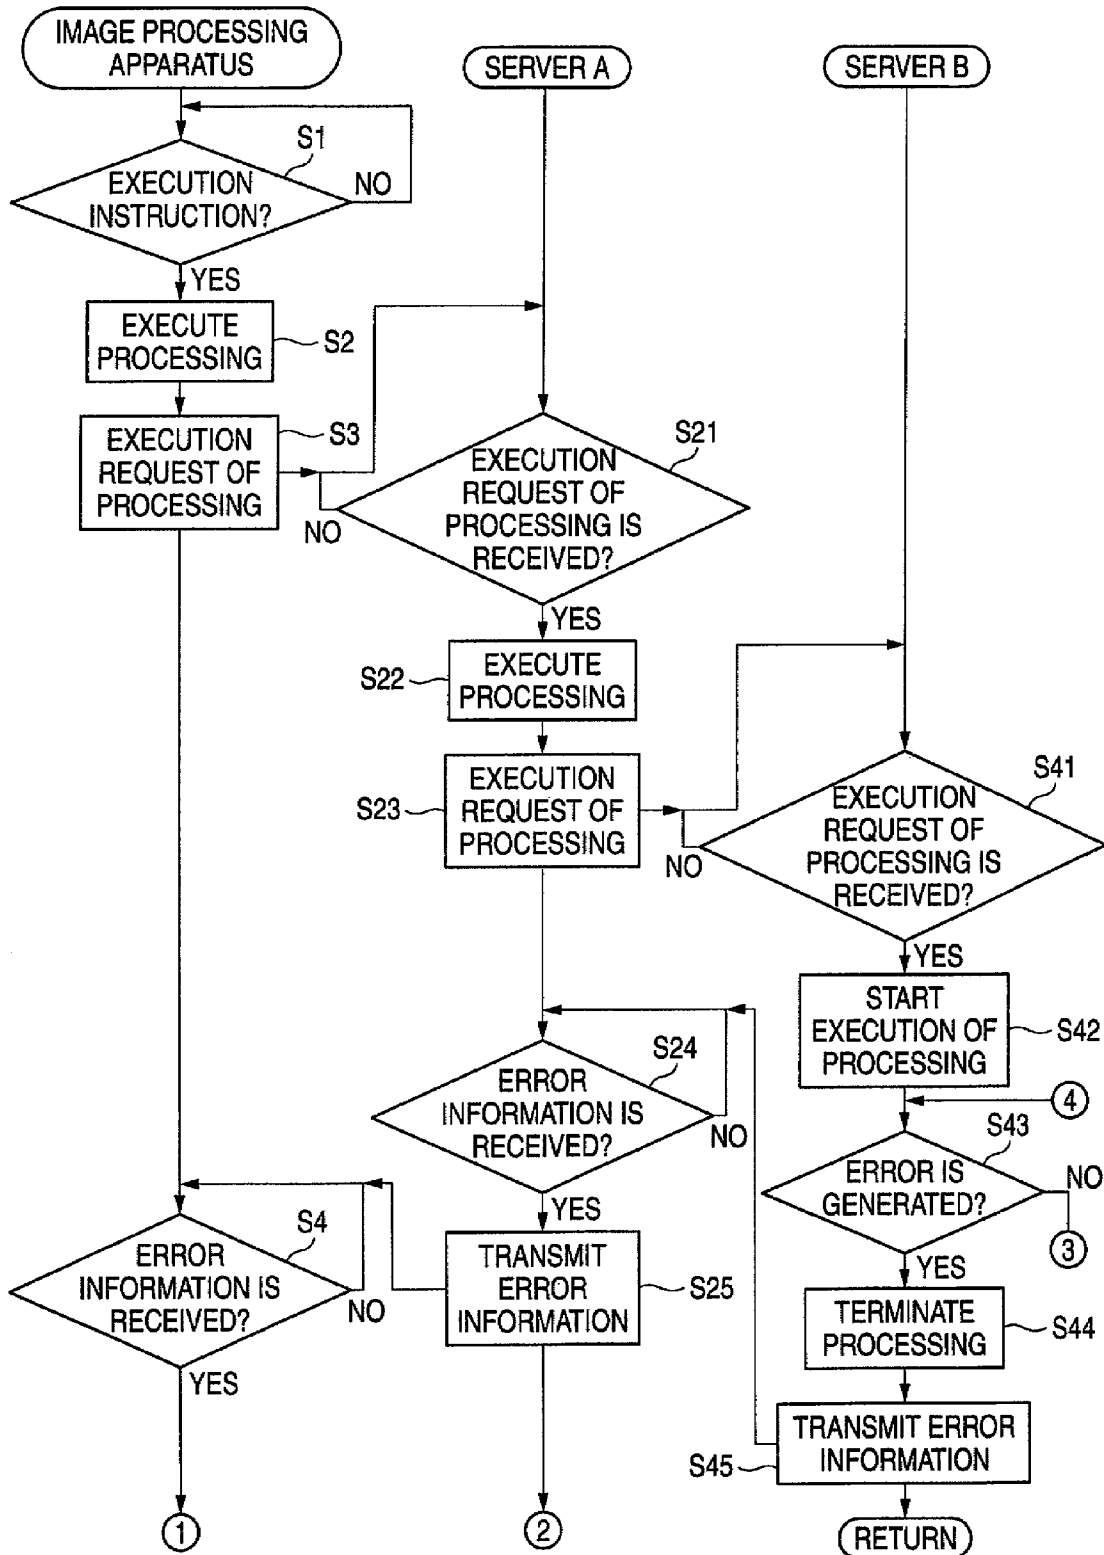 IMAGE PROCESSING
APPARATUS
SERVER A
SERVER B
S1
EXECUTION
INSTRUCTION?
NO
YES
EXECUTE
PROCESSING
S2
EXECUTION
REQUEST OF
PROCESSING
S3
EXECUTION
REQUEST OF
PROCESSING IS
RECEIVED?
S21
NO
YES
S22
EXECUTE
PROCESSING
S23
EXECUTION
REQUEST OF
PROCESSING
S41
EXECUTION
REQUEST OF
PROCESSING IS
RECEIVED?
NO
YES
START
EXECUTION OF
PROCESSING
S42
4
S24
ERROR
INFORMATION IS
RECEIVED?
NO
YES
S43
ERROR IS
GENERATED?
NO
3
YES
S4
ERROR
INFORMATION IS
RECEIVED?
NO
YES
TRANSMIT
ERROR
INFORMATION
S25
TERMINATE
PROCESSING
S44
TRANSMIT ERROR
INFORMATION
S45
1
2
RETURN